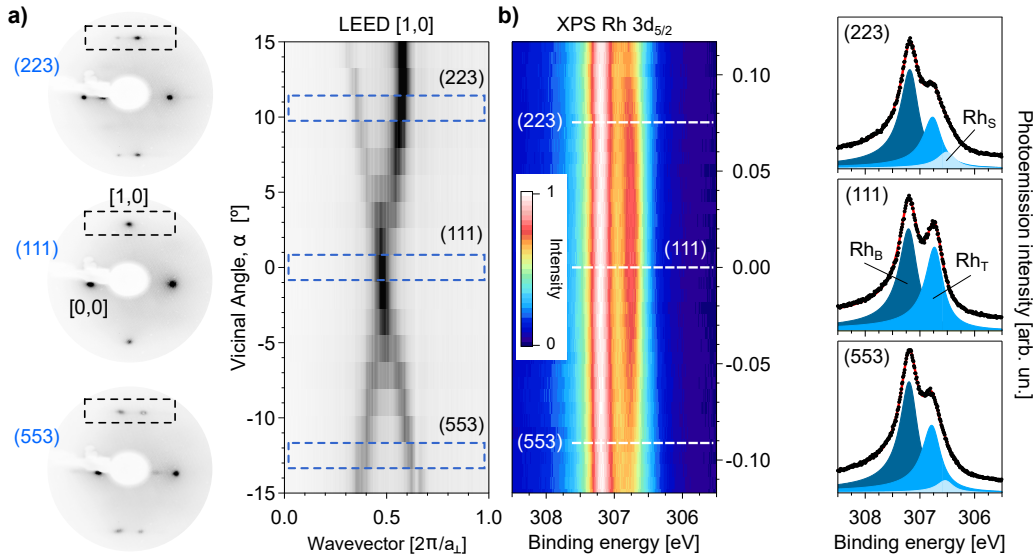 a)
(223)
(111)
(553)
[1,0]
[0,0]
LEED [1,0]
Vicinal Angle, α [º]
15
10
5
0
-5
-10
-15
(223)
(111)
(553)
0.0
0.5
1.0
Wavevector [2π/a⊥]
b)
XPS Rh 3d5/2
(223)
(111)
(553)
1
0
Intensity
0.10
0.05
0.00
-0.05
-0.10
308
307
306
Binding energy [eV]
(223)
RhS
(111)
RhB
RhT
(553)
308
307
306
Binding energy [eV]
Photoemission intensity [arb. un.]